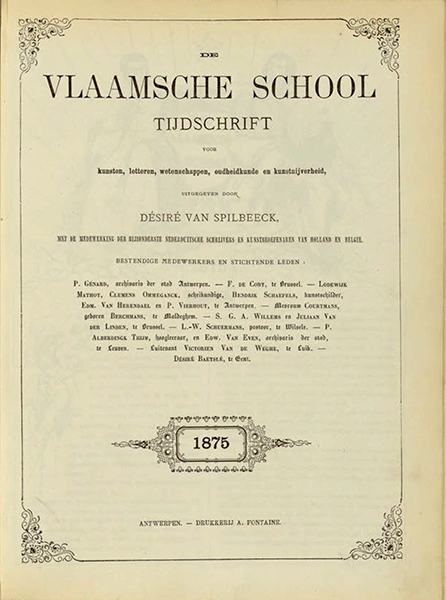 DE
VLAAMSCHE SCHOOL
TIJDSCHRIFT
VOOR
kunsten, letteren, wetenschappen, oudheidkunde en kunstnijverheid,
UITGEGEVEN DOOR
DÉSIRÉ VAN SPILBEECK,
MET DE MEDEWERKING DER BIJZONDERSTE NEDERDUITSCHE SCHRIJVERS EN KUNSTBEOEFENAREN VAN HOLLAND EN BELGIE.
BESTENDIGE MEDEWERKERS EN STICHTENDE LEDEN :
P. Génard, archivaris der stad Antwerpen. — F. de Cort, te Brussel. — Lodewijk
Mathot, Clemens Ommeganck, scheikundige, Hendrik Schaefels, kunstschilder,
Edw. Van Herendael en P. Vierhout, te Antwerpen. — Mevrouw Courtmans,
geboren Berchmans, te Maldeghem. — S. G. A. Willems en Juliaan Van
der Linden, te Brussel. — L.-W. Schuermans, pastoor, te Wilsele. — P.
Alberdingk Thijm, hoogleeraar, en Edw. Van Even, archivaris der stad,
te Leuven. — Luitenant Victorien Van de Weghe, te Luik. —
Désiré Baetslé, te Gent.
1875
ANTWERPEN. — DRUKKERIJ A. FONTAINE.